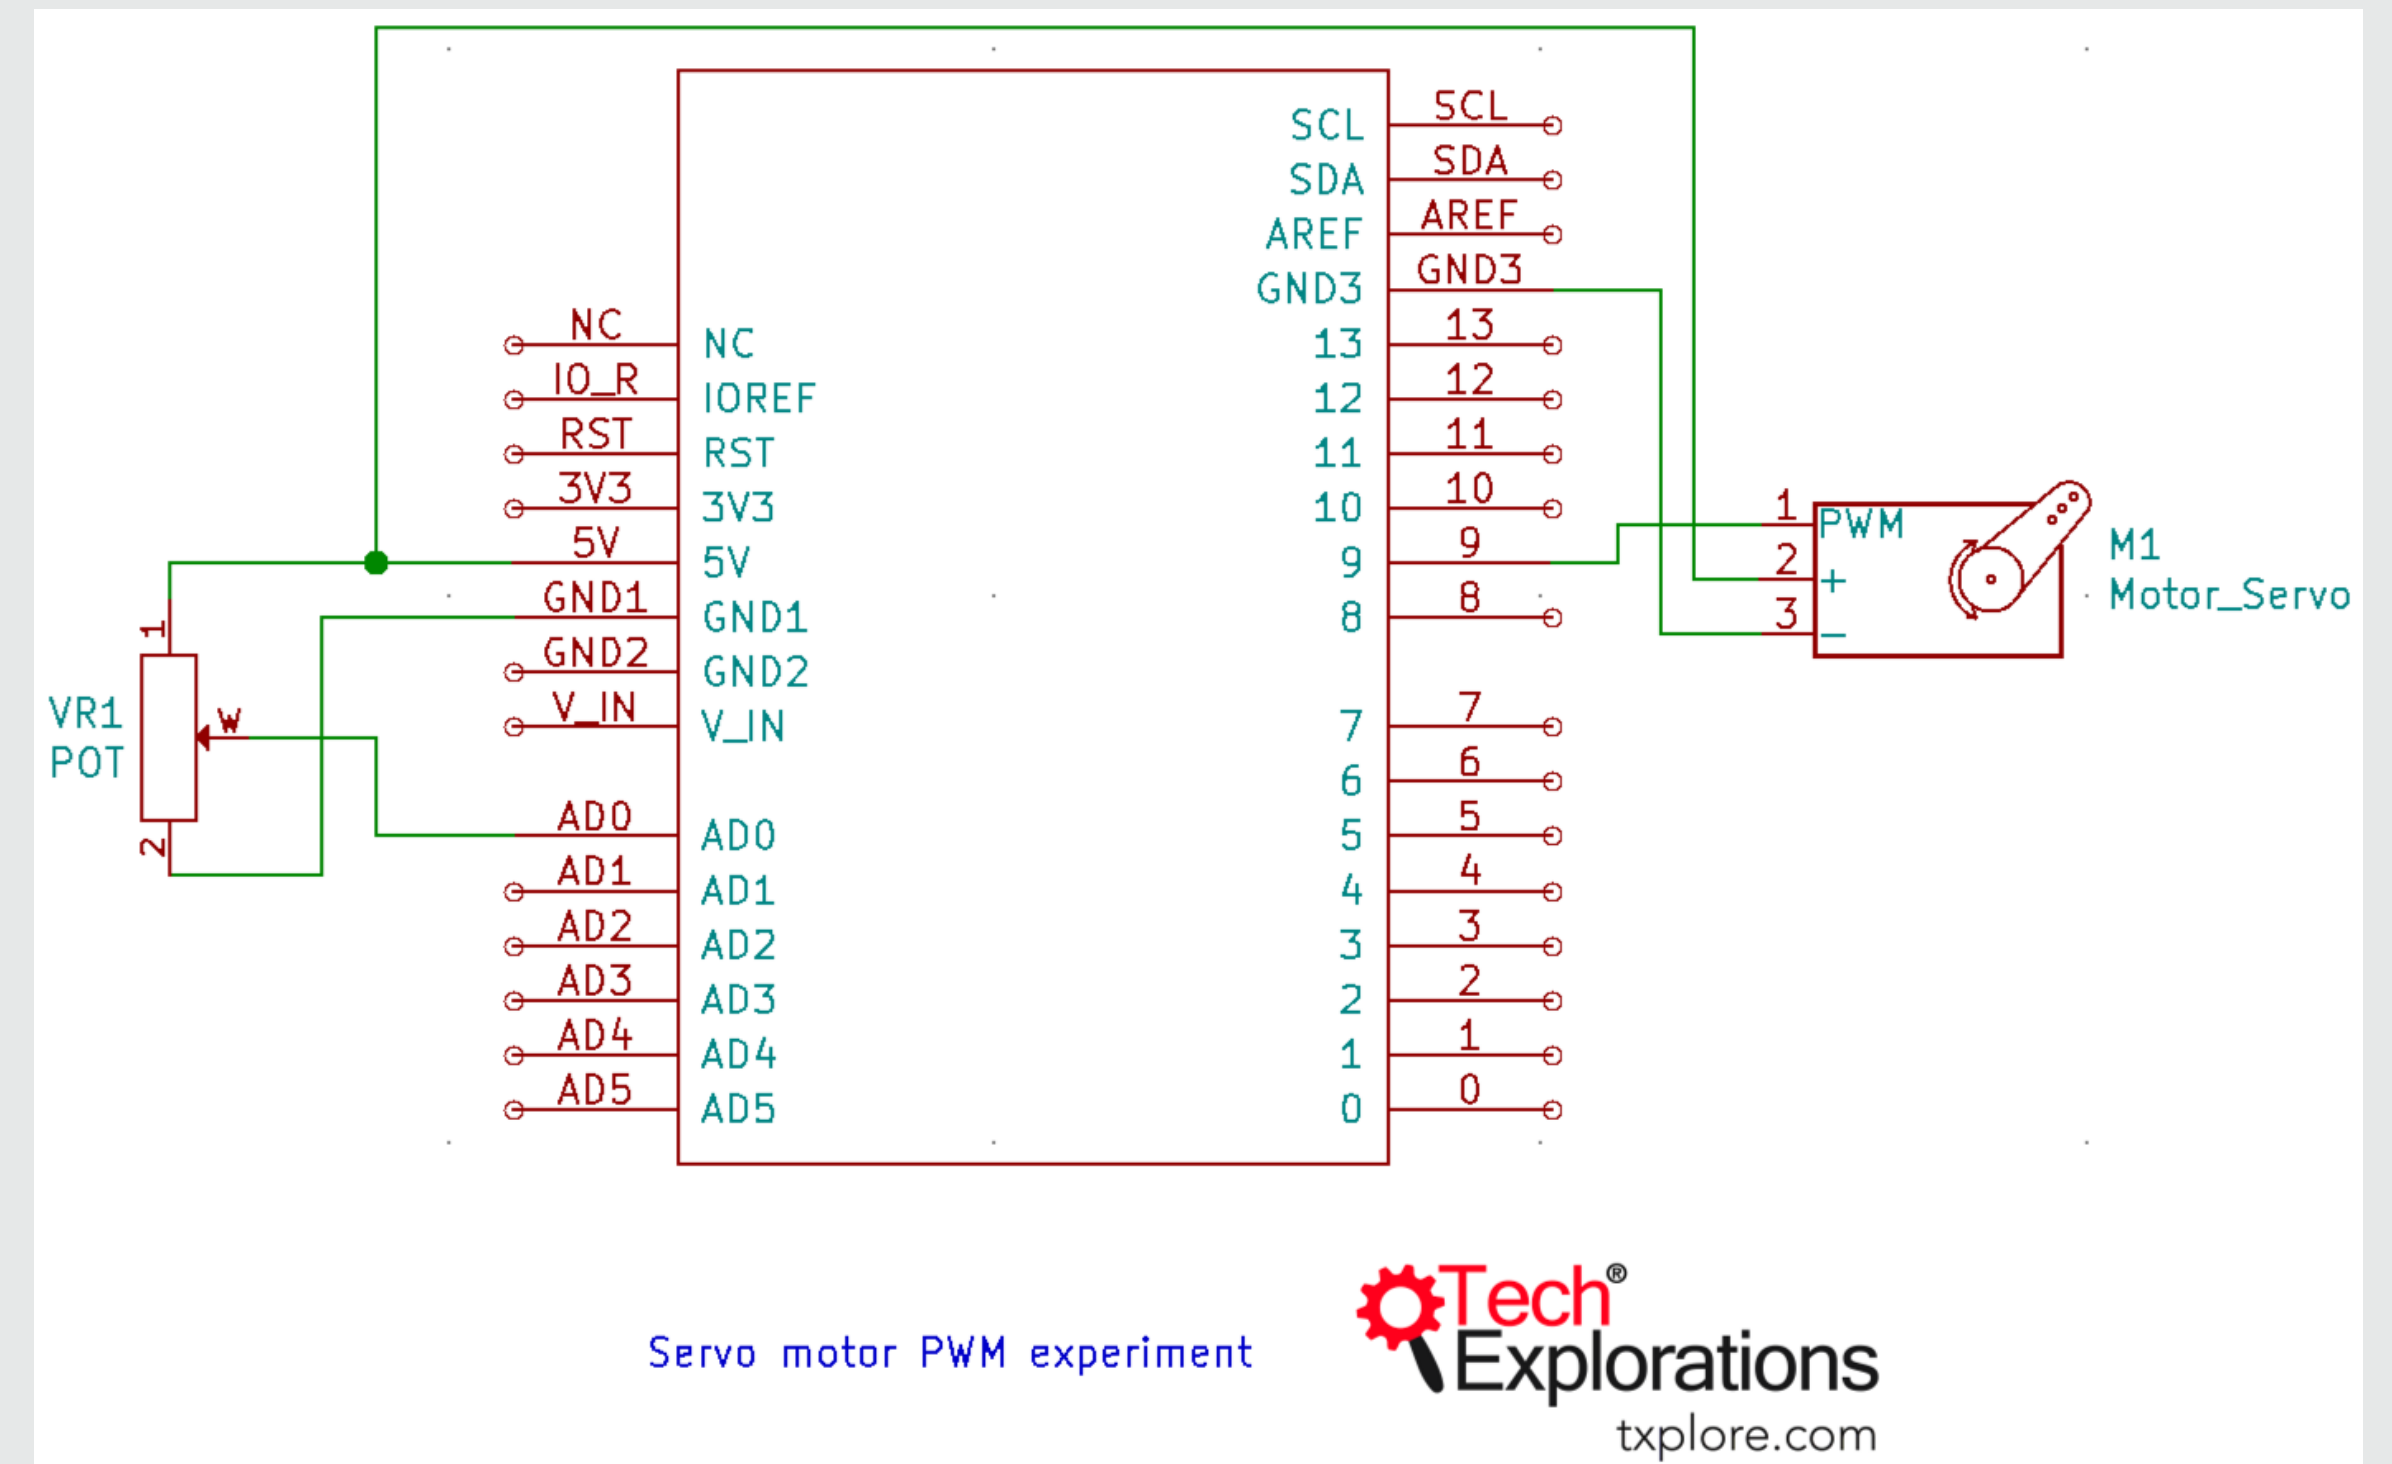 SCL SCL
SDA SDA
AREF AREF
GND3 GND3
NC NC 13 13
IO_R IOREF 12 12
RST RST 11 11
3V3 3V3 10 10
5V 5V 9 9
GND1 GND1 8 8
GND2 GND2
V_IN V_IN 7 7
6 6
AD0 AD0 5 5
AD1 AD1 4 4
AD2 AD2 3 3
AD3 AD3 2 2
AD4 AD4 1 1
AD5 AD5 0 0
1
VR1 W
POT
2
1 PWM
2 +
3 −
M1
Motor_Servo
Servo motor PWM experiment
Tech®
Explorations
txplore.com